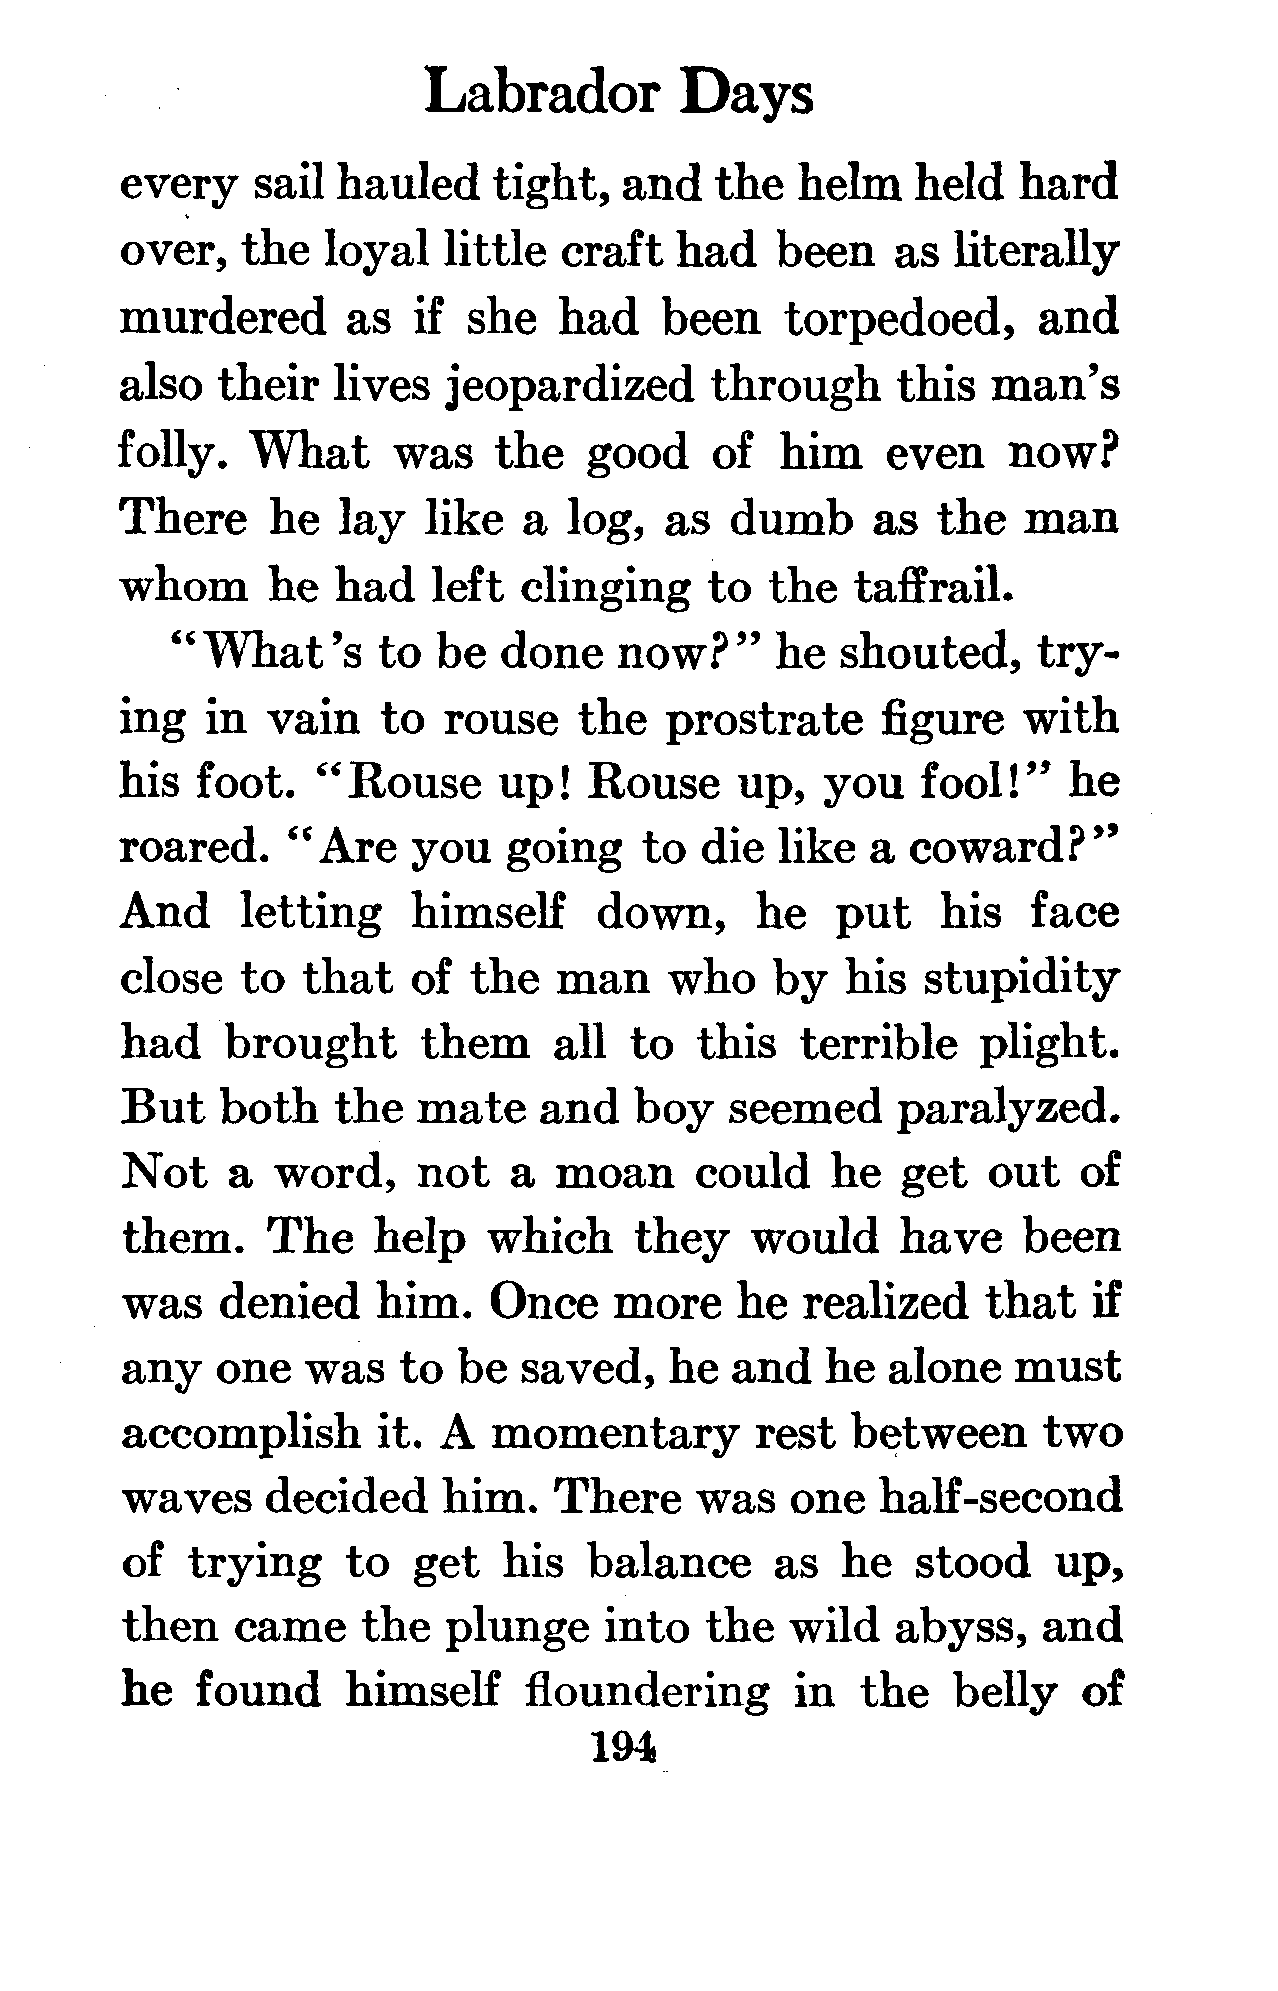 Labrador Days
every sail hauled tight, and the helm held hard
over, the loyal little craft had been as literally
murdered as if she had been torpedoed, and
also their lives jeopardized through this man's
folly. What was the good of him even now?
There he lay like a log, as dumb as the man
whom he had left clinging to the taffrail.
"What's to be done now?" he shouted, try-
ing in vain to rouse the prostrate figure with
his foot. "Rouse up! Rouse up, you fool!" he
roared. "Are you going to die like a coward?"
And letting himself down, he put his face
close to that of the man who by his stupidity
had brought them all to this terrible plight.
But both the mate and boy seemed paralyzed.
Not a word, not a moan could he get out of
them. The help which they would have been
was denied him. Once more he realized that if
any one was to be saved, he and he alone must
accomplish it. A momentary rest between two
waves decided him. There was one half-second
of trying to get his balance as he stood up,
then came the plunge into the wild abyss, and
he found himself floundering in the belly of
194